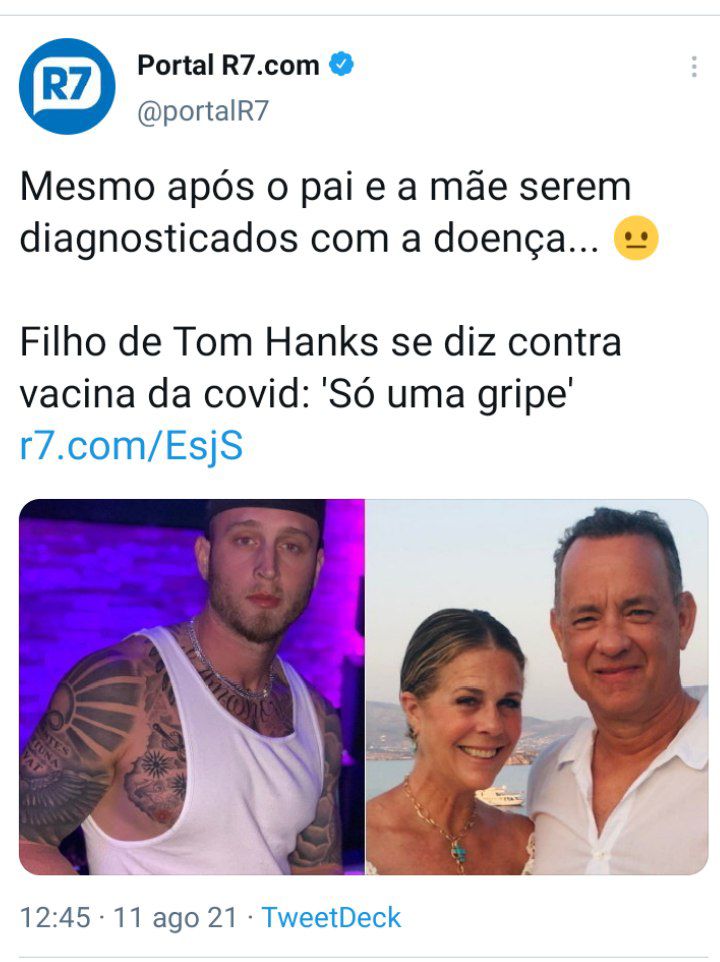 R7
Portal R7.com
@portalR7
Mesmo após o pai e a mãe serem
diagnosticados com a doença... 😐
Filho de Tom Hanks se diz contra
vacina da covid: 'Só uma gripe'
r7.com/EsjS
12:45 · 11 ago 21 · TweetDeck